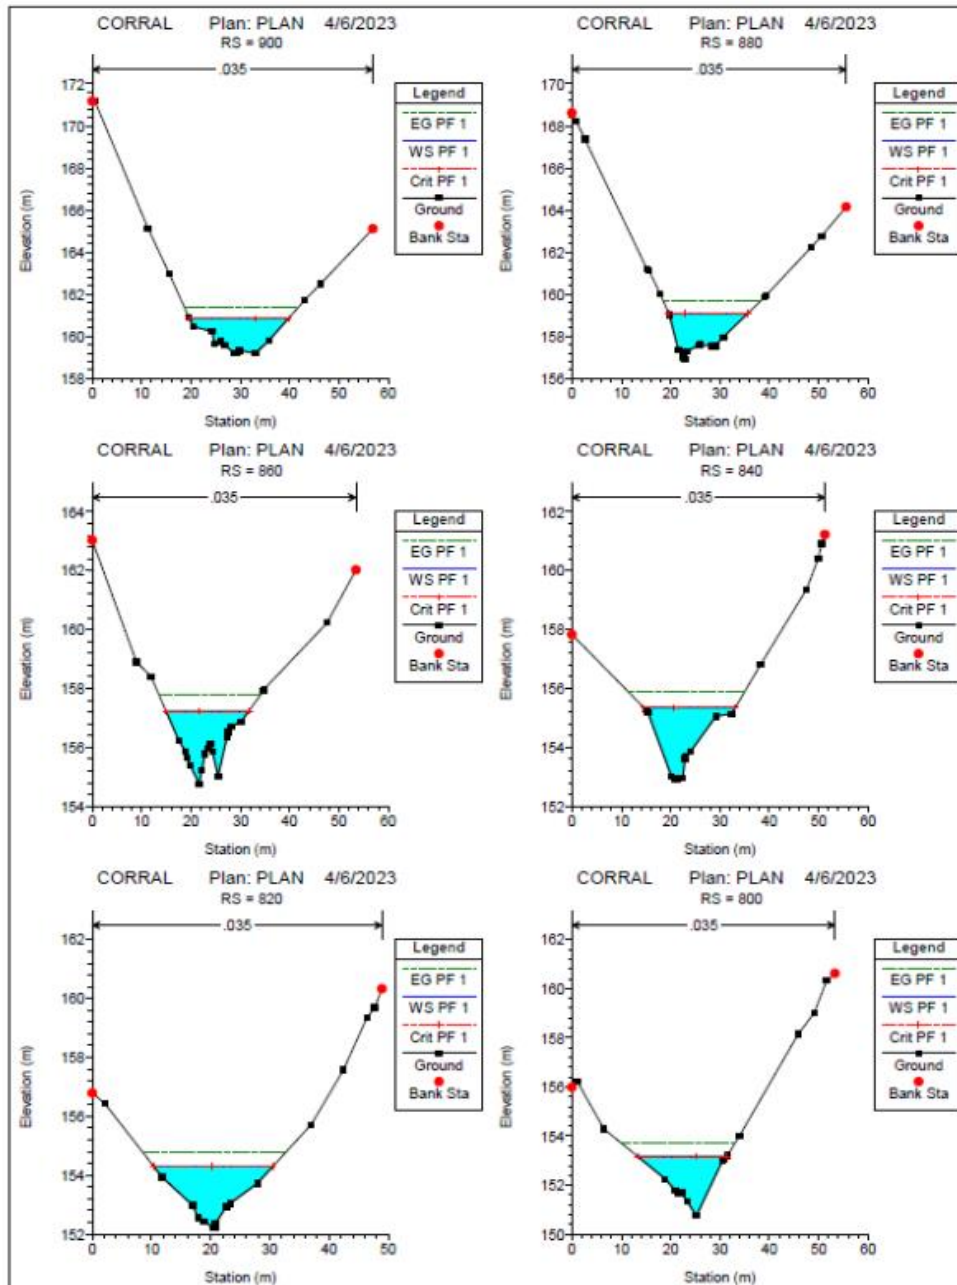 CORRAL Plan: PLAN 4/6/2023
RS = 900
.035
Legend
EG PF 1
WS PF 1
Crit PF 1
Ground
Bank Sta
Elevation (m)
172
170
168
166
164
162
160
158
0 10 20 30 40 50 60
Station (m)
CORRAL Plan: PLAN 4/6/2023
RS = 880
.035
Legend
EG PF 1
WS PF 1
Crit PF 1
Ground
Bank Sta
Elevation (m)
170
168
166
164
162
160
158
156
0 10 20 30 40 50 60
Station (m)
CORRAL Plan: PLAN 4/6/2023
RS = 860
.035
Legend
EG PF 1
WS PF 1
Crit PF 1
Ground
Bank Sta
Elevation (m)
164
162
160
158
156
154
0 10 20 30 40 50 60
Station (m)
CORRAL Plan: PLAN 4/6/2023
RS = 840
.035
Legend
EG PF 1
WS PF 1
Crit PF 1
Ground
Bank Sta
Elevation (m)
162
160
158
156
154
152
0 10 20 30 40 50 60
Station (m)
CORRAL Plan: PLAN 4/6/2023
RS = 820
.035
Legend
EG PF 1
WS PF 1
Crit PF 1
Ground
Bank Sta
Elevation (m)
162
160
158
156
154
152
0 10 20 30 40 50
Station (m)
CORRAL Plan: PLAN 4/6/2023
RS = 800
.035
Legend
EG PF 1
WS PF 1
Crit PF 1
Ground
Bank Sta
Elevation (m)
162
160
158
156
154
152
150
0 10 20 30 40 50 60
Station (m)